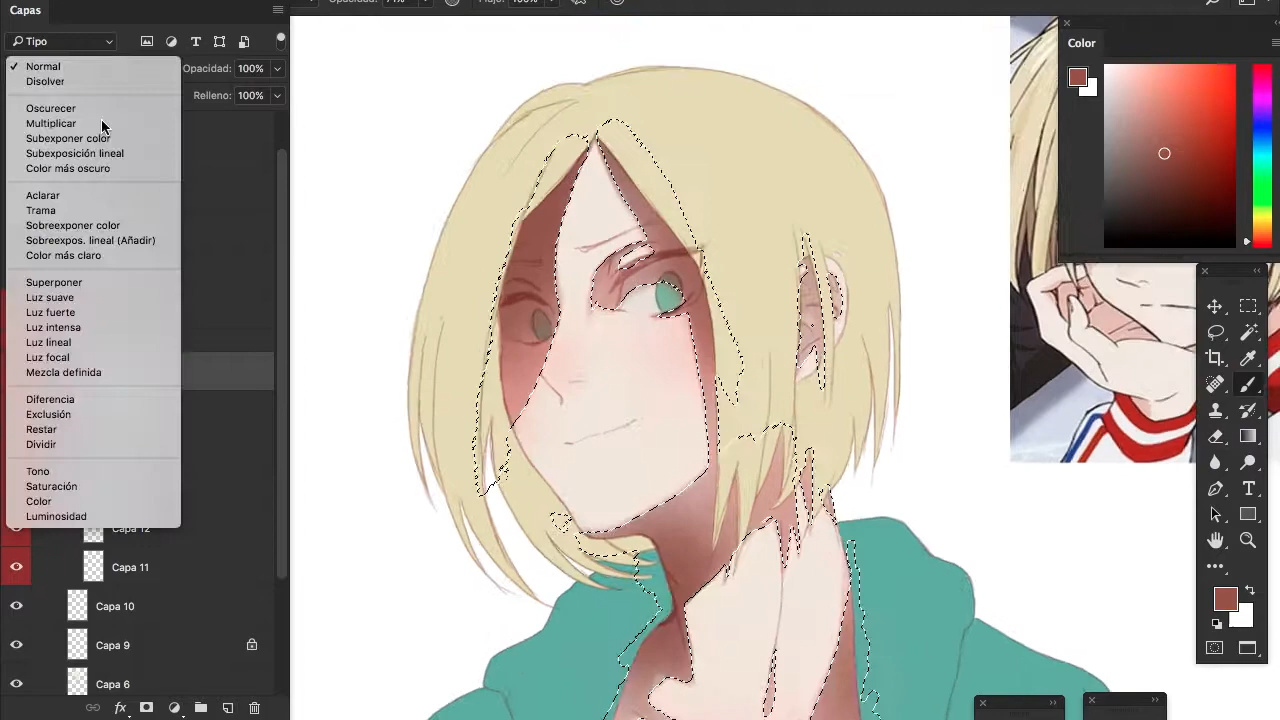 Capas
Tipo
Normal
Opacidad: 100%
Disolver
Relleno: 100%
Oscurecer
Multiplicar
Subexponer color
Subexposición lineal
Color más oscuro
Aclarar
Trama
Sobreexponer color
Sobreexpos. lineal (Añadir)
Color más claro
Superponer
Luz suave
Luz fuerte
Luz intensa
Luz lineal
Luz focal
Mezcla definida
Diferencia
Exclusión
Restar
Dividir
Tono
Saturación
Color
Luminosidad
Capa 12
Capa 11
Capa 10
Capa 9
Capa 6
fx
Color
T
T